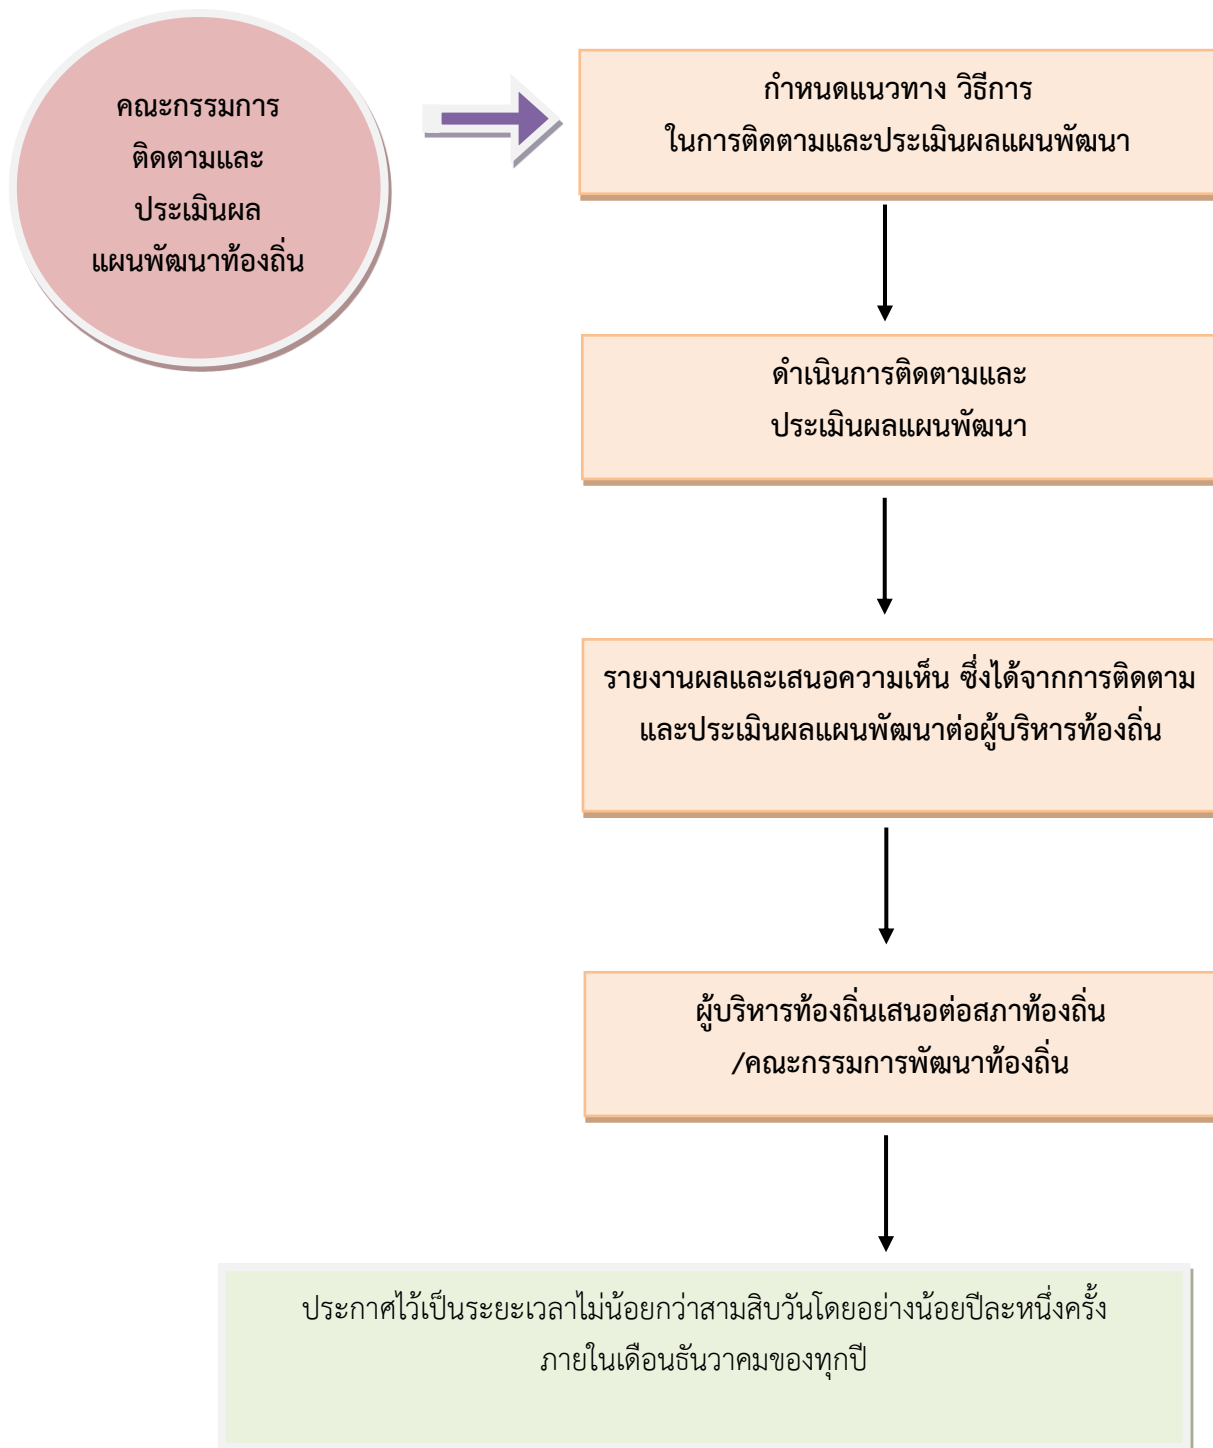 คณะกรรมการ
ติดตามและ
ประเมินผล
แผนพัฒนาท้องถิ่น
กำหนดแนวทาง วิธีการ
ในการติดตามและประเมินผลแผนพัฒนา
ดำเนินการติดตามและ
ประเมินผลแผนพัฒนา
รายงานผลและเสนอความเห็น ซึ่งได้จากการติดตาม
และประเมินผลแผนพัฒนาต่อผู้บริหารท้องถิ่น
ผู้บริหารท้องถิ่นเสนอต่อสภาท้องถิ่น
/คณะกรรมการพัฒนาท้องถิ่น
ประกาศไว้เป็นระยะเวลาไม่น้อยกว่าสามสิบวันโดยอย่างน้อยปีละหนึ่งครั้ง
ภายในเดือนธันวาคมของทุกปี